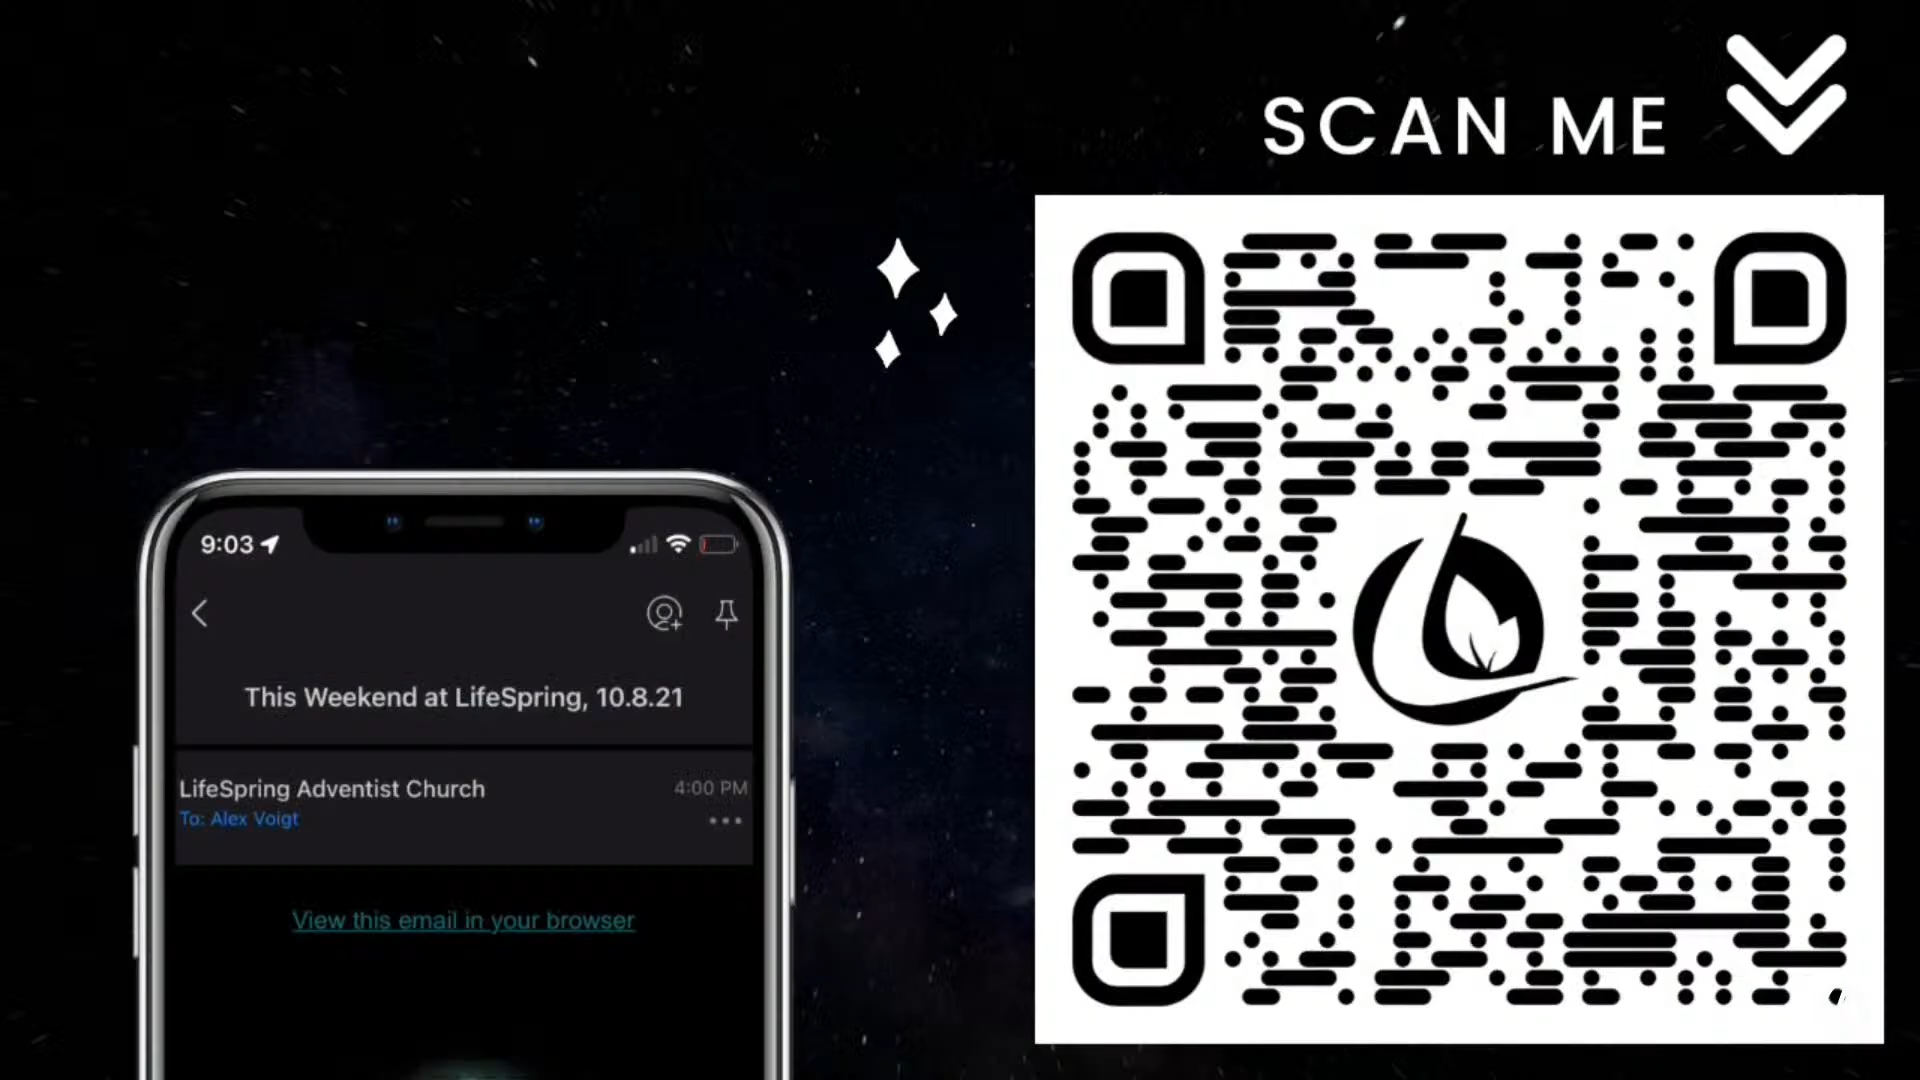 SCAN ME
9:03
This Weekend at LifeSpring, 10.8.21
LifeSpring Adventist Church
4:00 PM
To: Alex Voigt
View this email in your browser